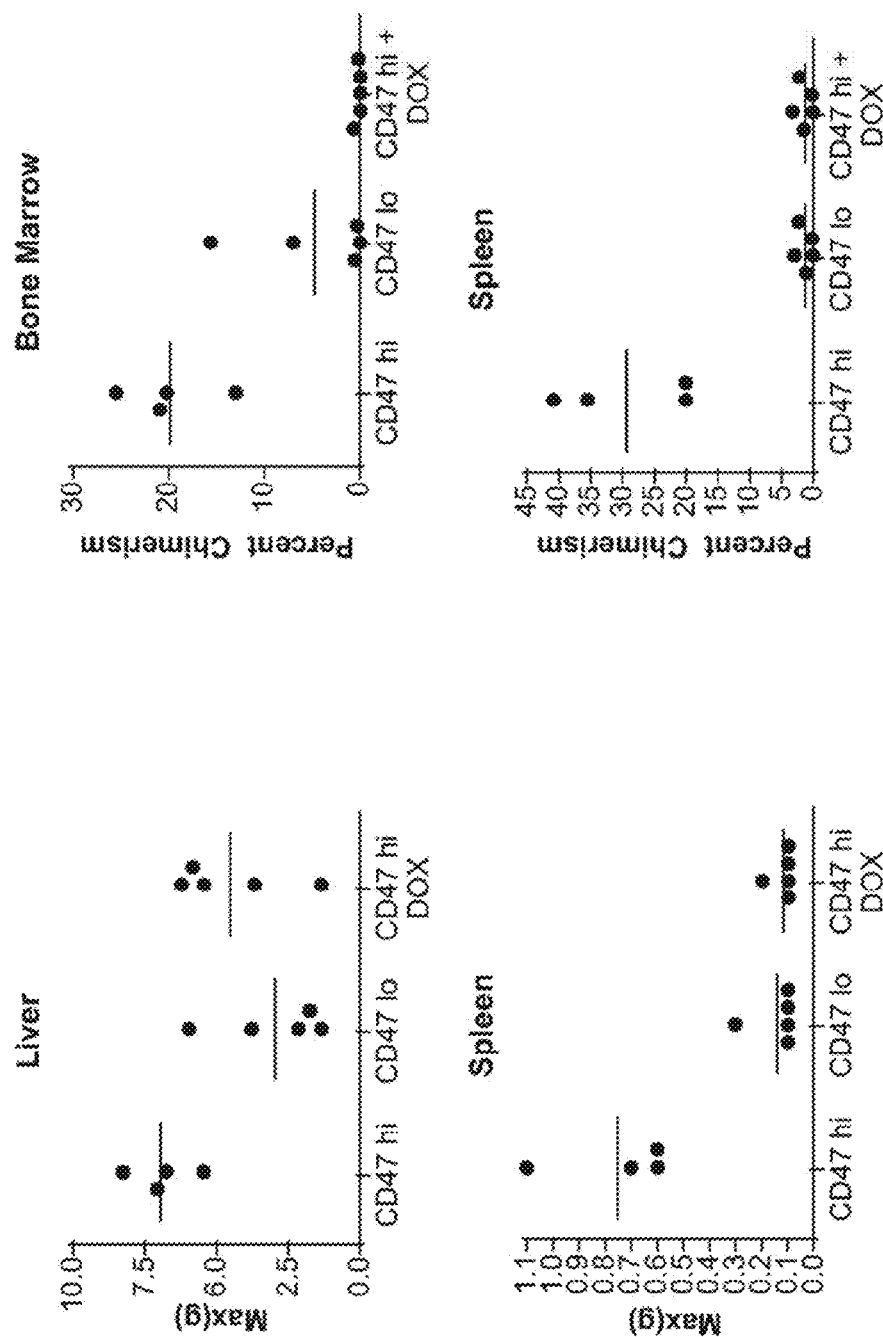 Liver
Max(g)
10.0
7.5
5.0
2.5
0.0
CD47 hi
CD47 lo
CD47 hi
DOX
Bone Marrow
Percent Chimerism
30
20
10
0
CD47 hi
CD47 lo
CD47 hi +
DOX
Spleen
Max(g)
1.1
1.0
0.9
0.8
0.7
0.6
0.5
0.4
0.3
0.2
0.1
0.0
CD47 hi
CD47 lo
CD47 hi
DOX
Spleen
Percent Chimerism
45
40
35
30
25
20
15
10
5
0
CD47 hi
CD47 lo
CD47 hi +
DOX